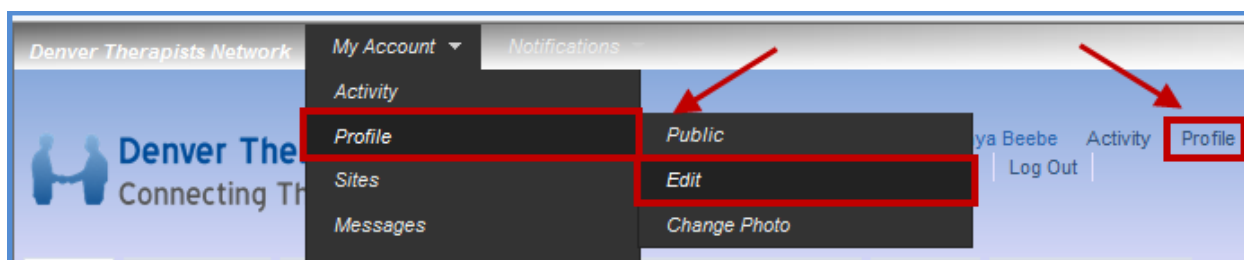 Denver Therapists Network My Account Notifications
Activity
Profile Public
Denver The
ya Beebe Activity Profile
Sites Edit
Log Out
Connecting Th
Messages Change Photo